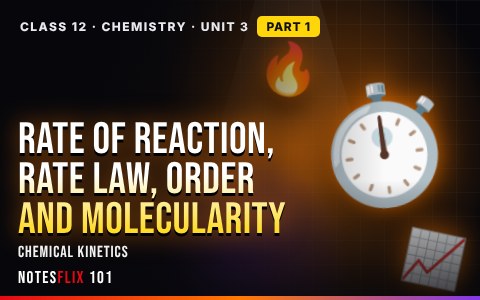 CLASS 12 · CHEMISTRY · UNIT 3 PART 1
RATE OF REACTION,
RATE LAW, ORDER
AND MOLECULARITY
CHEMICAL KINETICS
NOTESFLIX 101